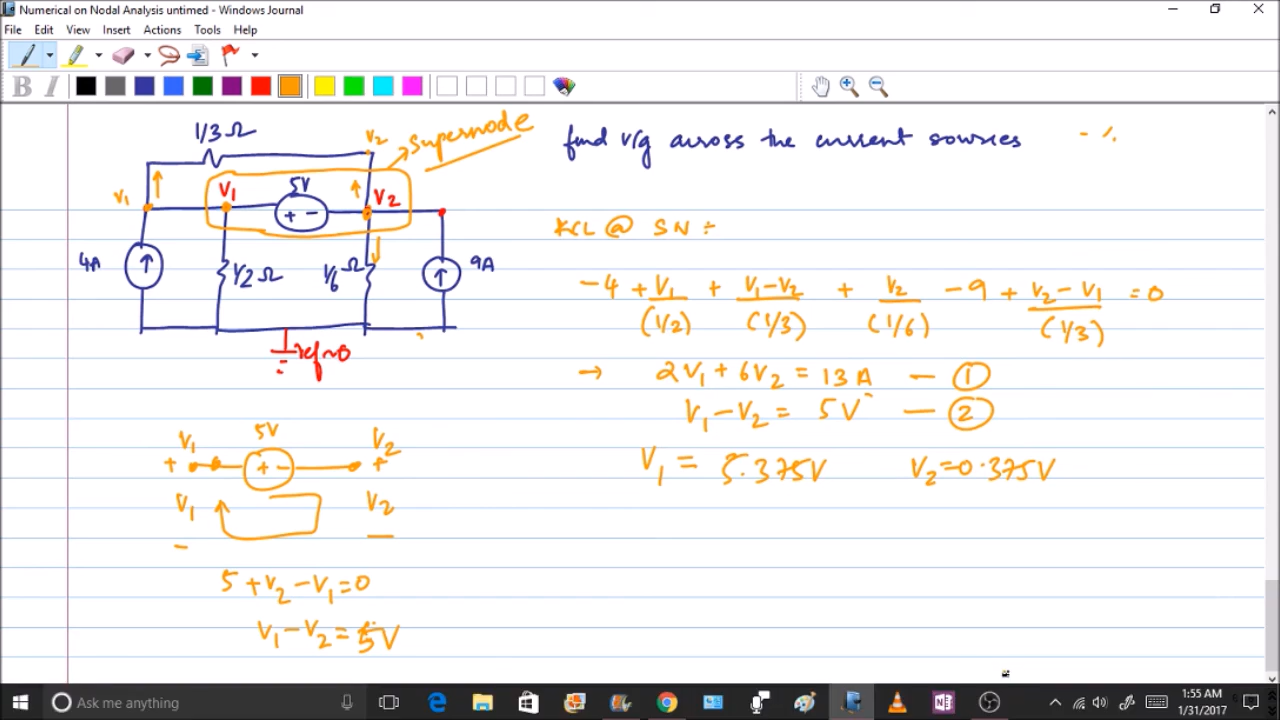 Numerical on Nodal Analysis untimed - Windows Journal
File Edit View Insert Actions Tools Help
B I
1/3 Ω
V2
Supernode
find v/g across the current sources
V1
V1
5V
+ -
V2
4A
1/2 Ω
1/6 Ω
9A
ref~0
KCL @ SN :-
-4 + V1/(1/2) + V1-V2/(1/3) + V2/(1/6) - 9 + V2-V1/(1/3) = 0
→ 2V1 + 6V2 = 13A — ①
V1 - V2 = 5V — ②
V1 = 5.375V V2=0.375V
V1
5V
V2
+ + - +
V1
V2
- —
5 + V2 - V1 = 0
V1 - V2 = 5V
Ask me anything
1:55 AM
1/31/2017